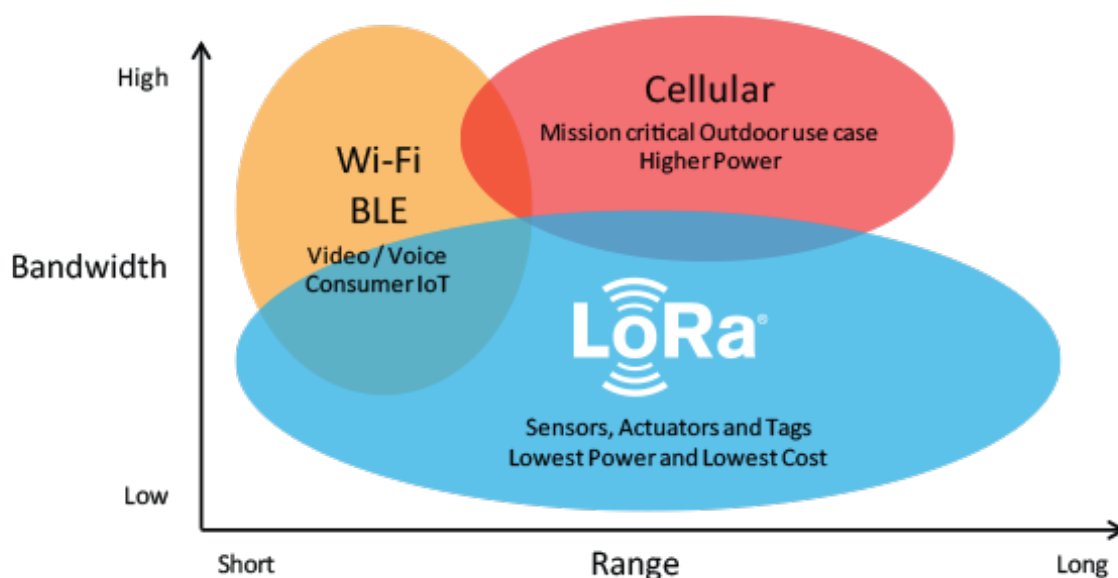 High
Cellular
Mission critical Outdoor use case
Higher Power
Wi-Fi
BLE
Video / Voice
Consumer IoT
Bandwidth
LoRa®
Sensors, Actuators and Tags
Lowest Power and Lowest Cost
Low
Short
Range
Long